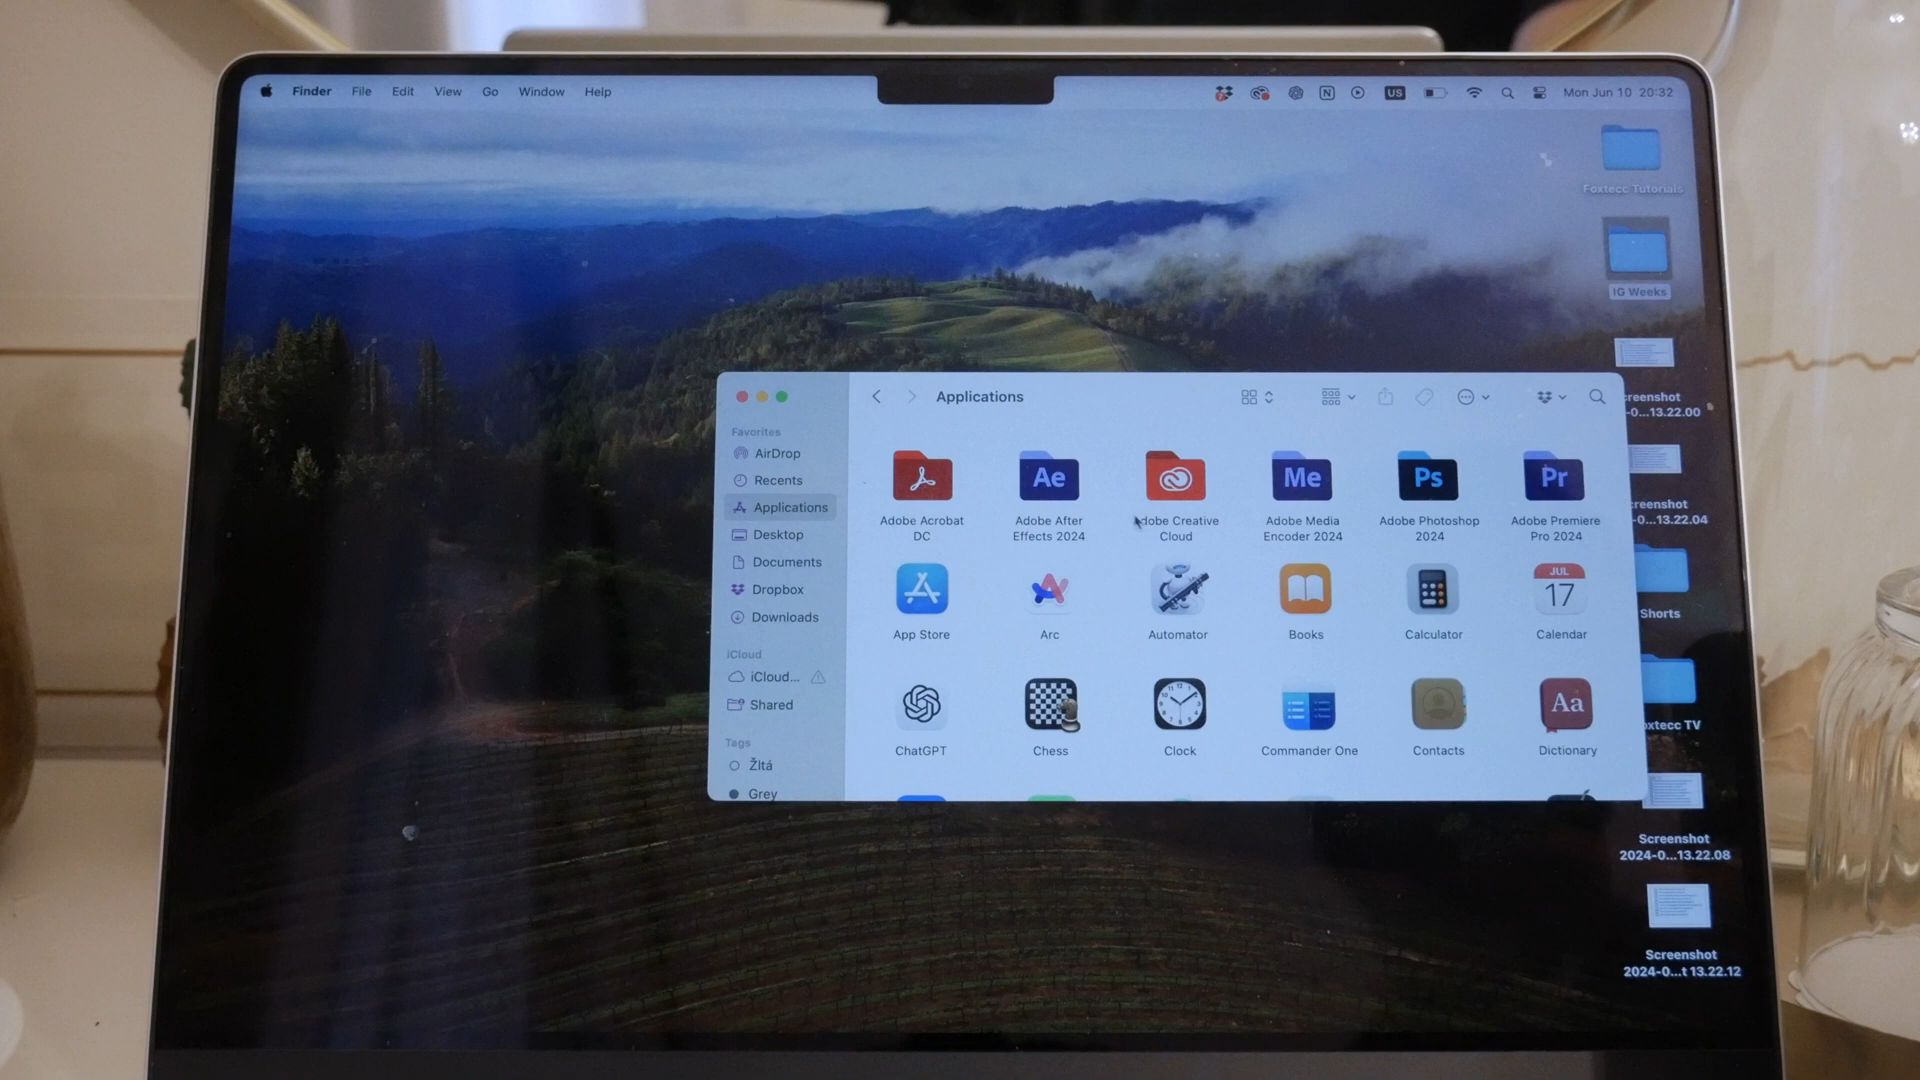 Finder File Edit View Go Window Help
N US Mon Jun 10 20:32
Foxtecc Tutorials
IG Weeks
creenshot
-0...13.22.00
creenshot
-0...13.22.04
Shorts
oxtecc TV
Screenshot
2024-0...13.22.08
Screenshot
2024-0...t 13.22.12
Applications
Favorites
AirDrop
Recents
Applications
Desktop
Documents
Dropbox
Downloads
iCloud
iCloud...
Shared
Tags
Žltá
Grey
Ae Me Ps Pr
Adobe Acrobat
DC
Adobe After
Effects 2024
dobe Creative
Cloud
Adobe Media
Encoder 2024
Adobe Photoshop
2024
Adobe Premiere
Pro 2024
JUL
17
App Store Arc Automator Books Calculator Calendar
Aa
ChatGPT Chess Clock Commander One Contacts Dictionary